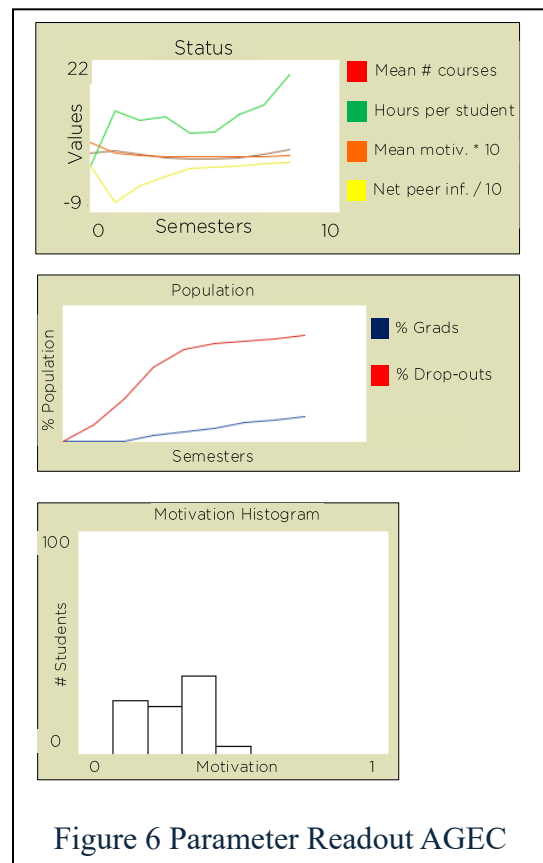 Status
22
Values
-9
0
Semesters
10
Mean # courses
Hours per student
Mean motiv. * 10
Net peer inf. / 10
Population
% Population
Semesters
% Grads
% Drop-outs
Motivation Histogram
100
# Students
0
0
Motivation
1
Figure 6 Parameter Readout AGEC